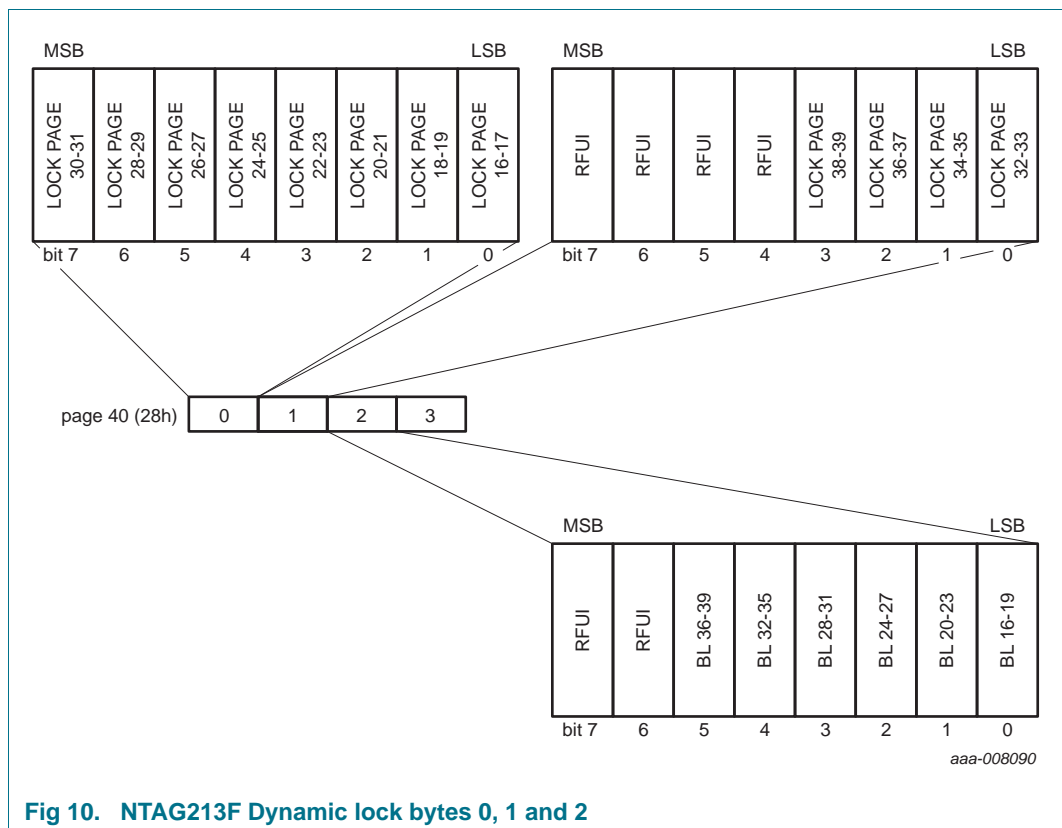 MSB LSB
LOCK PAGE 30-31
LOCK PAGE 28-29
LOCK PAGE 26-27
LOCK PAGE 24-25
LOCK PAGE 22-23
LOCK PAGE 20-21
LOCK PAGE 18-19
LOCK PAGE 16-17
bit 7 6 5 4 3 2 1 0
MSB LSB
RFUI
RFUI
RFUI
RFUI
LOCK PAGE 38-39
LOCK PAGE 36-37
LOCK PAGE 34-35
LOCK PAGE 32-33
bit 7 6 5 4 3 2 1 0
page 40 (28h) 0 1 2 3
MSB LSB
RFUI
RFUI
BL 36-39
BL 32-35
BL 28-31
BL 24-27
BL 20-23
BL 16-19
bit 7 6 5 4 3 2 1 0
aaa-008090
Fig 10. NTAG213F Dynamic lock bytes 0, 1 and 2